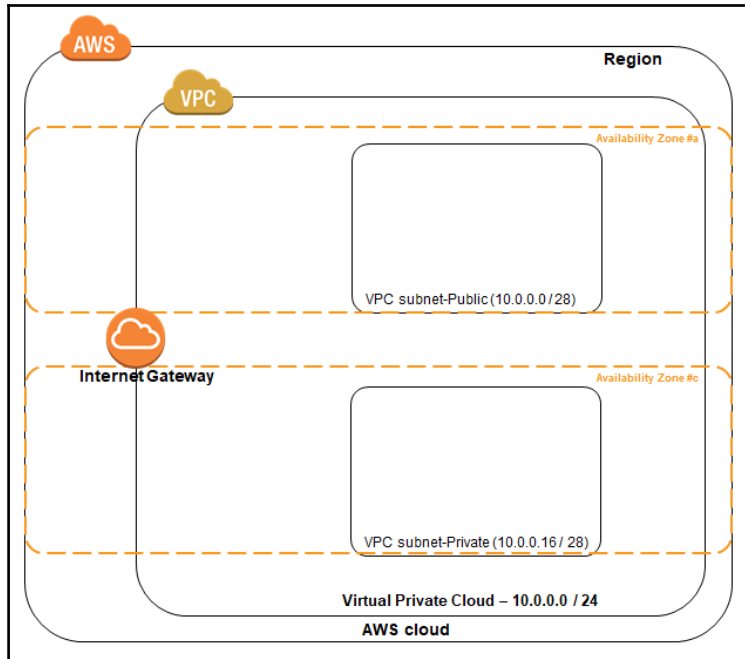 AWS
Region
VPC
Availability Zone #a
VPC subnet-Public (10.0.0.0 / 28)
Internet Gateway
Availability Zone #c
VPC subnet-Private (10.0.0.16 / 28)
Virtual Private Cloud – 10.0.0.0 / 24
AWS cloud